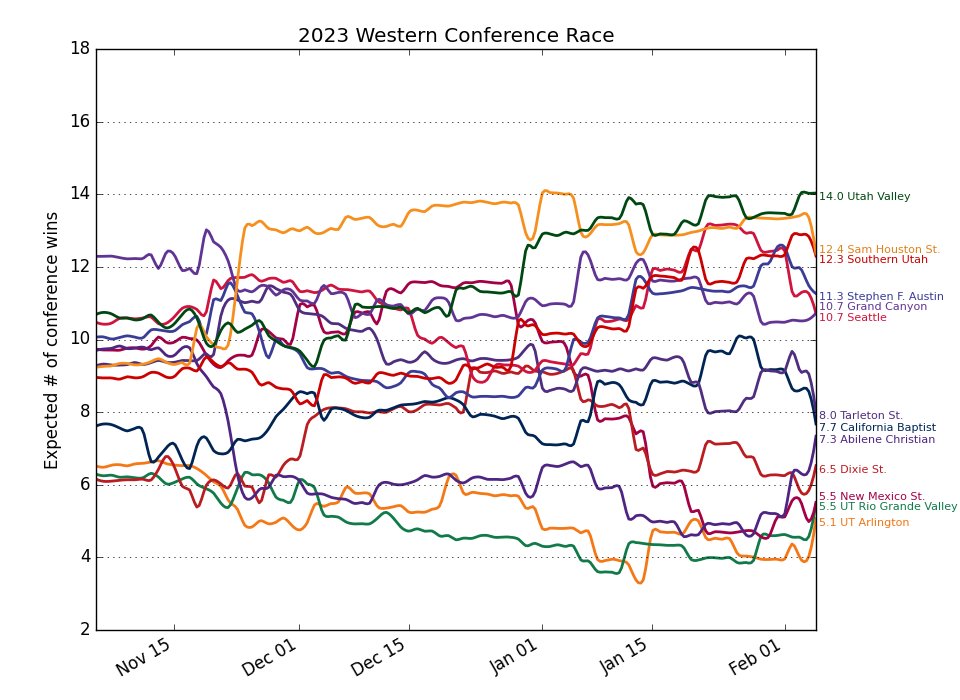 2023 Western Conference Race
Expected # of conference wins
18
16
14
12
10
8
6
4
2
Nov 15
Dec 01
Dec 15
Jan 01
Jan 15
Feb 01
14.0 Utah Valley
12.4 Sam Houston St.
12.3 Southern Utah
11.3 Stephen F. Austin
10.7 Grand Canyon
10.7 Seattle
8.0 Tarleton St.
7.7 California Baptist
7.3 Abilene Christian
6.5 Dixie St.
5.5 New Mexico St.
5.5 UT Rio Grande Valley
5.1 UT Arlington